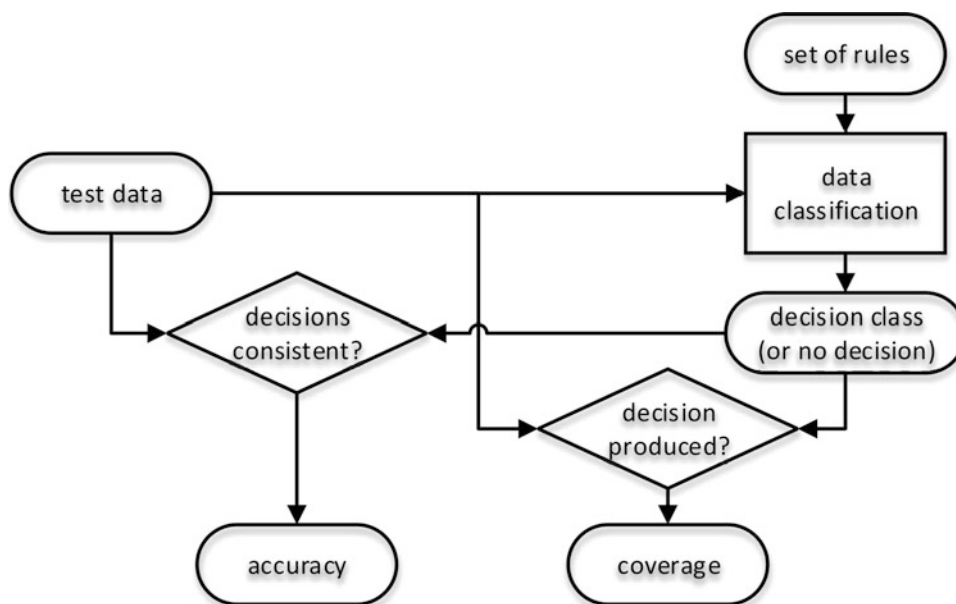 set of rules
test data
data
classification
decisions
consistent?
decision class
(or no decision)
decision
produced?
accuracy
coverage